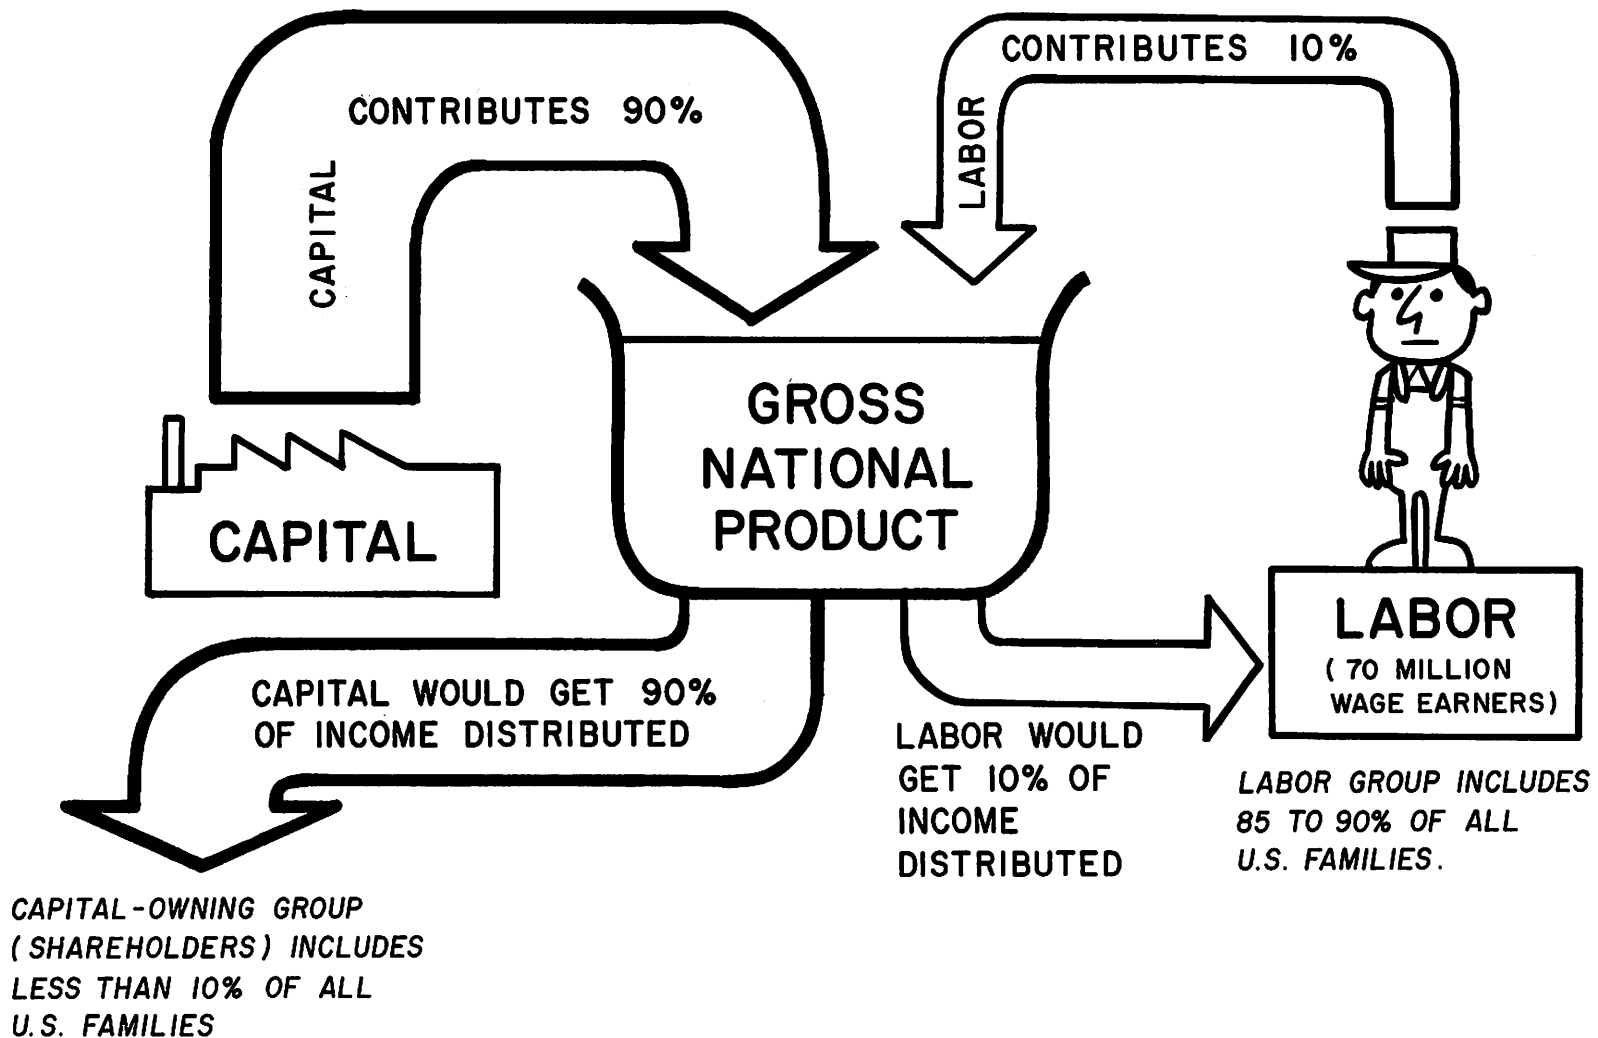 CONTRIBUTES 90%
CAPITAL
CONTRIBUTES 10%
LABOR
GROSS
NATIONAL
PRODUCT
CAPITAL
CAPITAL WOULD GET 90%
OF INCOME DISTRIBUTED
LABOR WOULD
GET 10% OF
INCOME
DISTRIBUTED
LABOR
( 70 MILLION
WAGE EARNERS)
LABOR GROUP INCLUDES
85 TO 90% OF ALL
U.S. FAMILIES.
CAPITAL-OWNING GROUP
(SHAREHOLDERS) INCLUDES
LESS THAN 10% OF ALL
U.S. FAMILIES